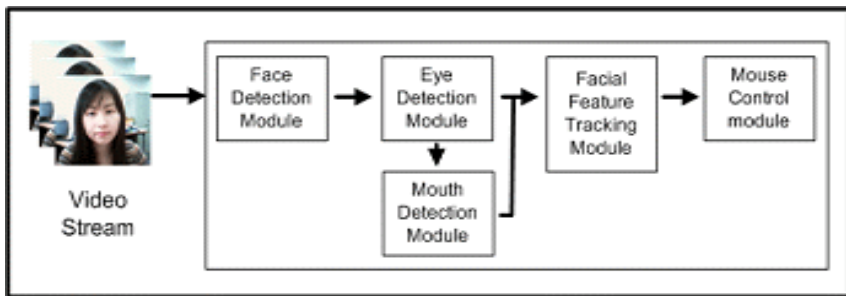 Face
Detection
Module
Eye
Detection
Module
Facial
Feature
Tracking
Module
Mouse
Control
module
Mouth
Detection
Module
Video
Stream